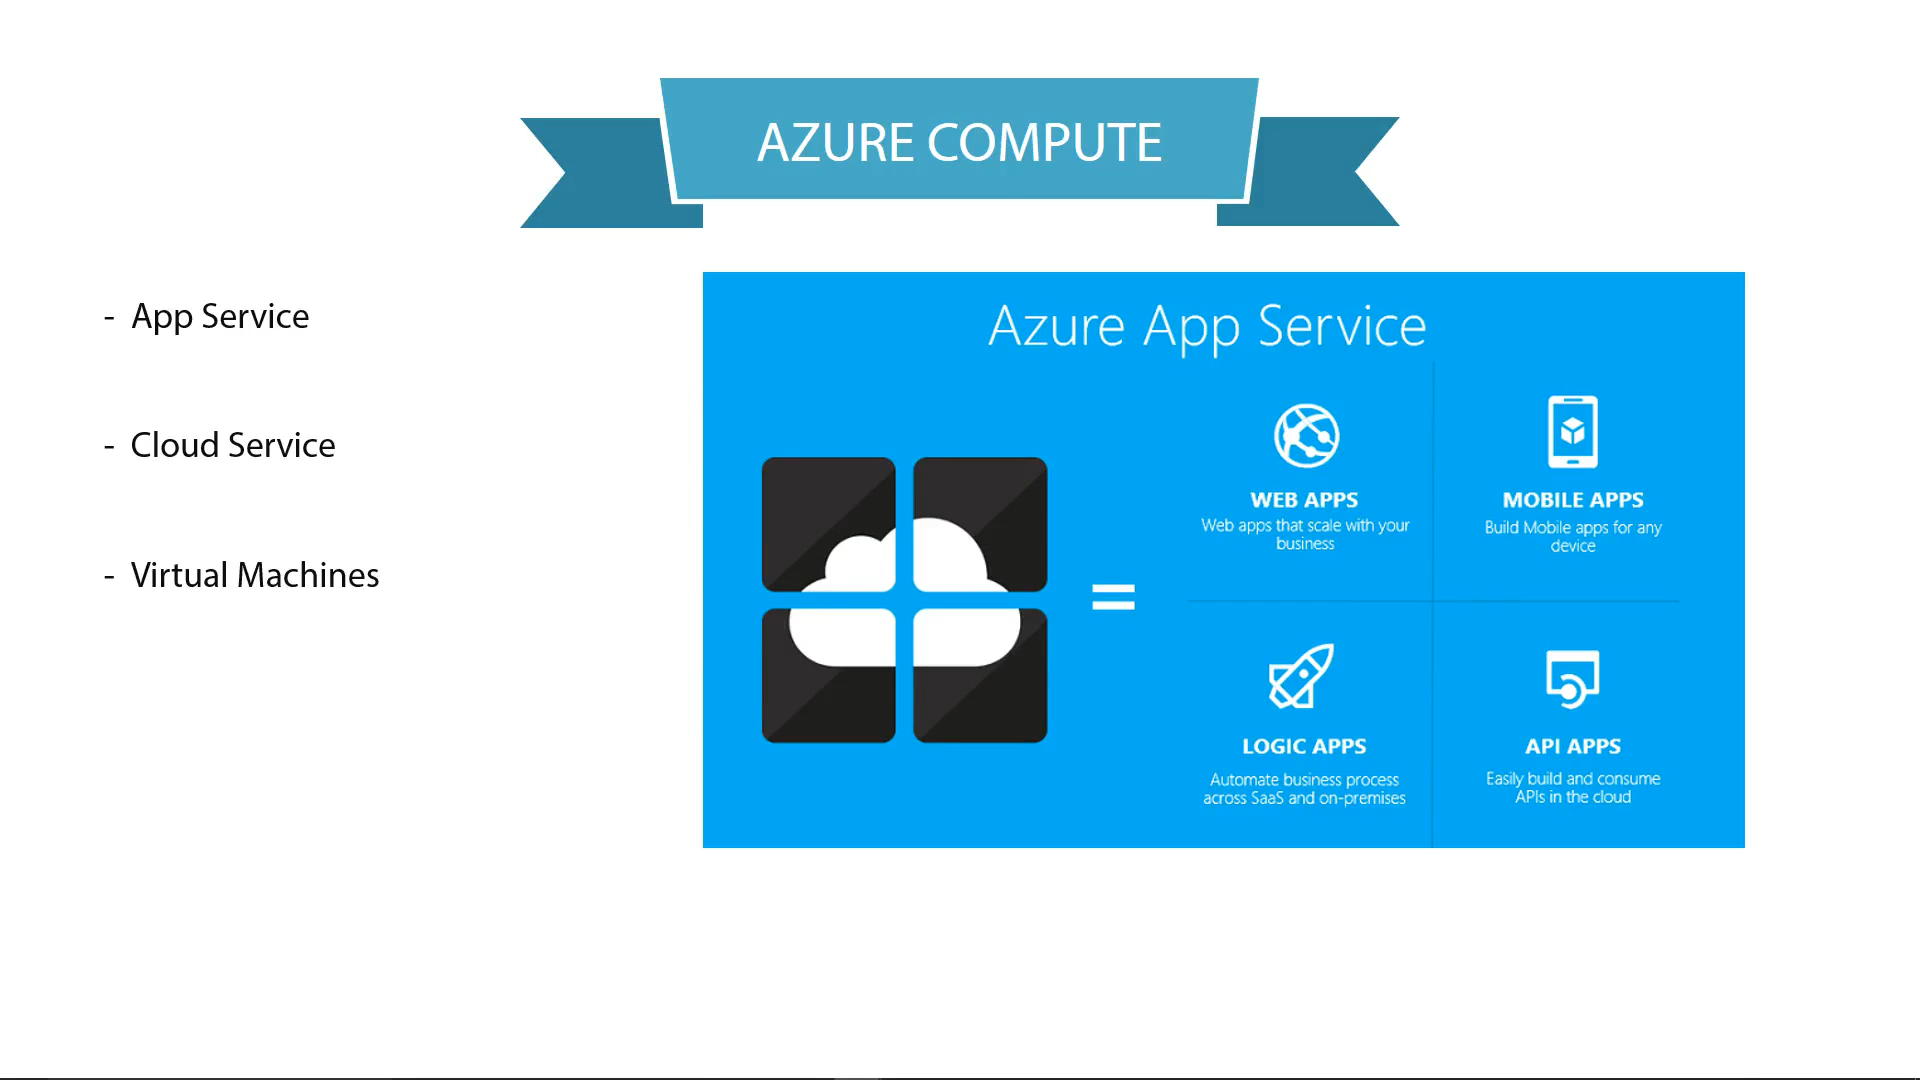 AZURE COMPUTE
- App Service
- Cloud Service
- Virtual Machines
Azure App Service
=
WEB APPS
Web apps that scale with your
business
MOBILE APPS
Build Mobile apps for any
device
LOGIC APPS
Automate business process
across SaaS and on-premises
API APPS
Easily build and consume
APIs in the cloud